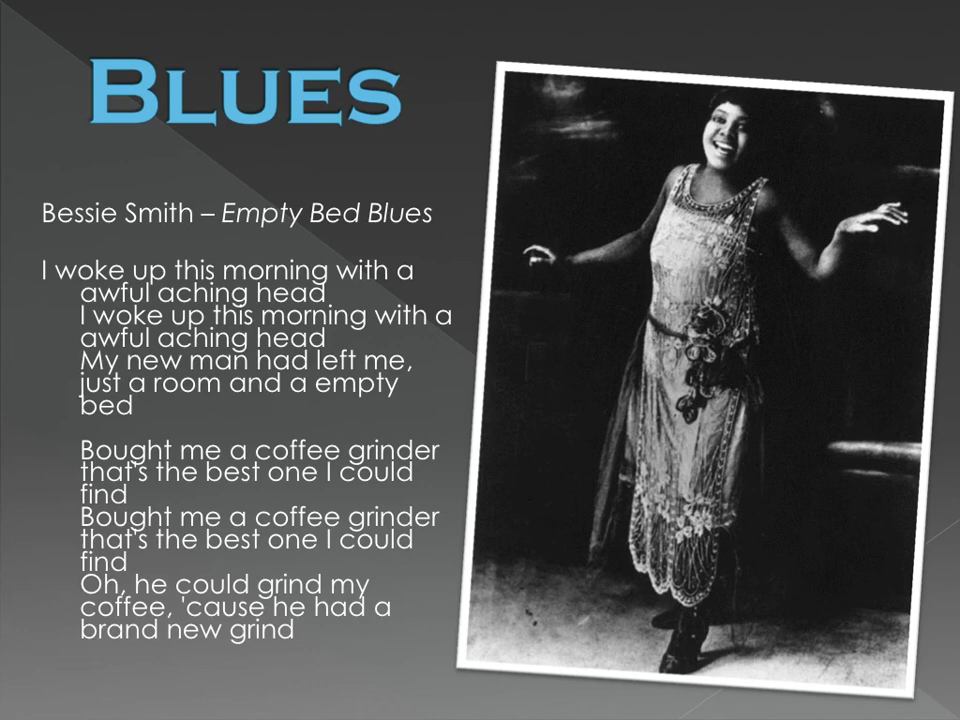 BLUES
Bessie Smith – Empty Bed Blues
I woke up this morning with a
awful aching head
I woke up this morning with a
awful aching head
My new man had left me,
just a room and a empty
bed
Bought me a coffee grinder
that's the best one I could
find
Bought me a coffee grinder
that's the best one I could
find
Oh, he could grind my
coffee, 'cause he had a
brand new grind